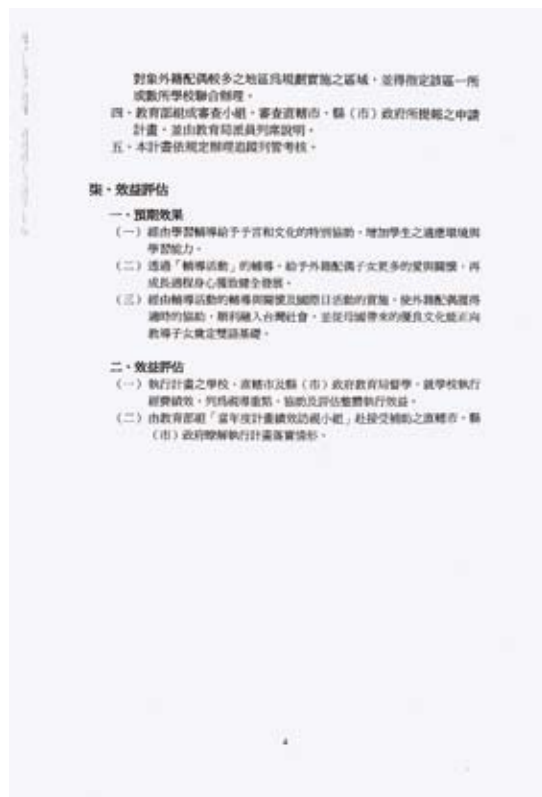 對象外籍配偶較多之地區為規劃實施之區域，並得指定該區一所
或數所學校聯合辦理。
四、教育部組成審查小組，審查直轄市、縣（市）政府所提報之申請
計畫，並由教育局派員列席說明。
五、本計畫依規定辦理追蹤列管考核。
柒、效益評估
一、預期效果
（一）經由學習輔導給予子言和文化的特別協助，增加學生之適應環境與
學習能力。
（二）透過「輔導活動」的輔導，給予外籍配偶子女更多的愛與關懷，再
成長過程身心獲致健全發展。
（三）經由輔導活動的輔導與關懷及國際日活動的實施，使外籍配偶獲得
適時的協助，順利融入台灣社會，並從母國帶來的優良文化能正向
教導子女奠定雙語基礎。
二、效益評估
（一）執行計畫之學校，直轄市及縣（市）政府教育局督學，就學校執行
經費績效，列為視導重點，協助及評估整體執行效益。
（二）由教育部組「當年度計畫績效訪視小組」赴接受補助之直轄市、縣
（市）政府瞭解執行計畫落實情形。
4